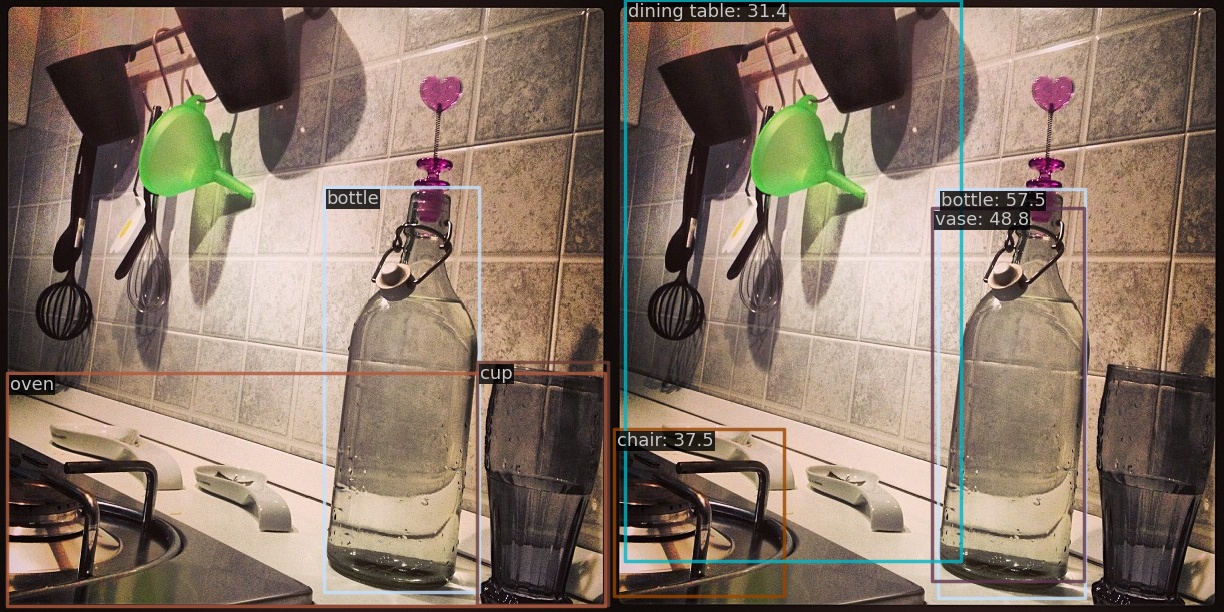 dining table: 31.4
bottle
bottle: 57.5
vase: 48.8
oven
cup
chair: 37.5